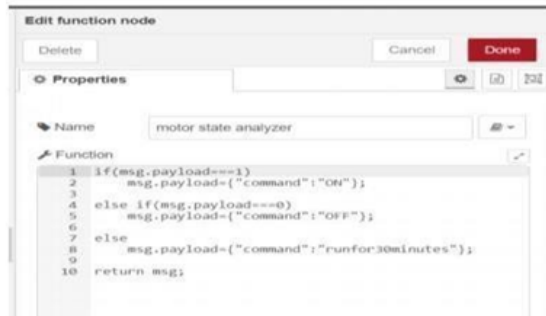 Edit function node
Delete Cancel Done
Properties
Name motor state analyzer
Function
1 if(msg.payload===1)
2 msg.payload={"command":"ON"};
3
4 else if(msg.payload===0)
5 msg.payload={"command":"OFF"};
6
7 else
8 msg.payload={"command":"runfor30minutes"};
9
10 return msg;